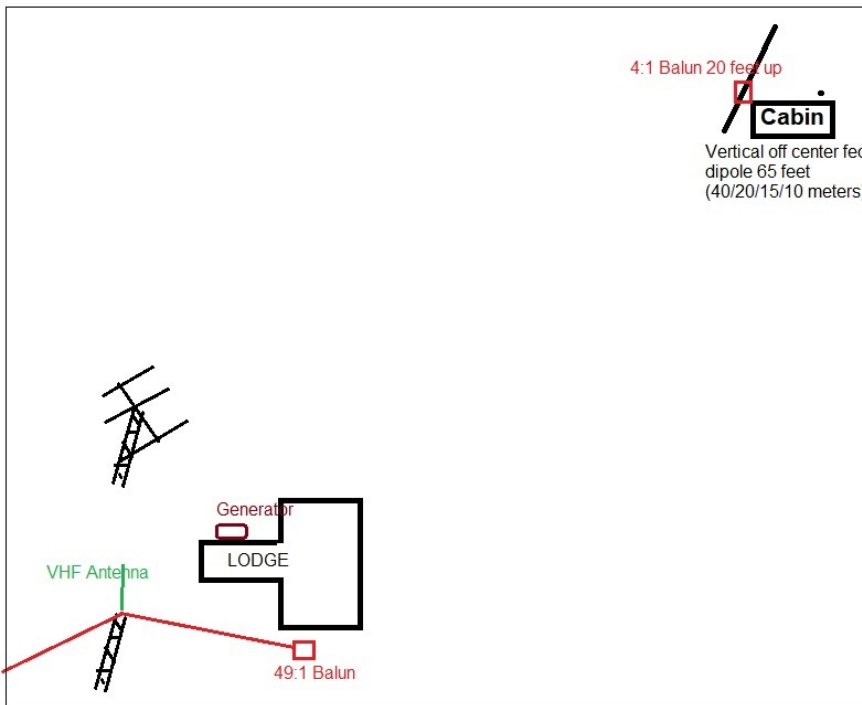 4:1 Balun 20 feet up
Cabin
Vertical off center fed
dipole 65 feet
(40/20/15/10 meters)
Generator
LODGE
VHF Antenna
49:1 Balun